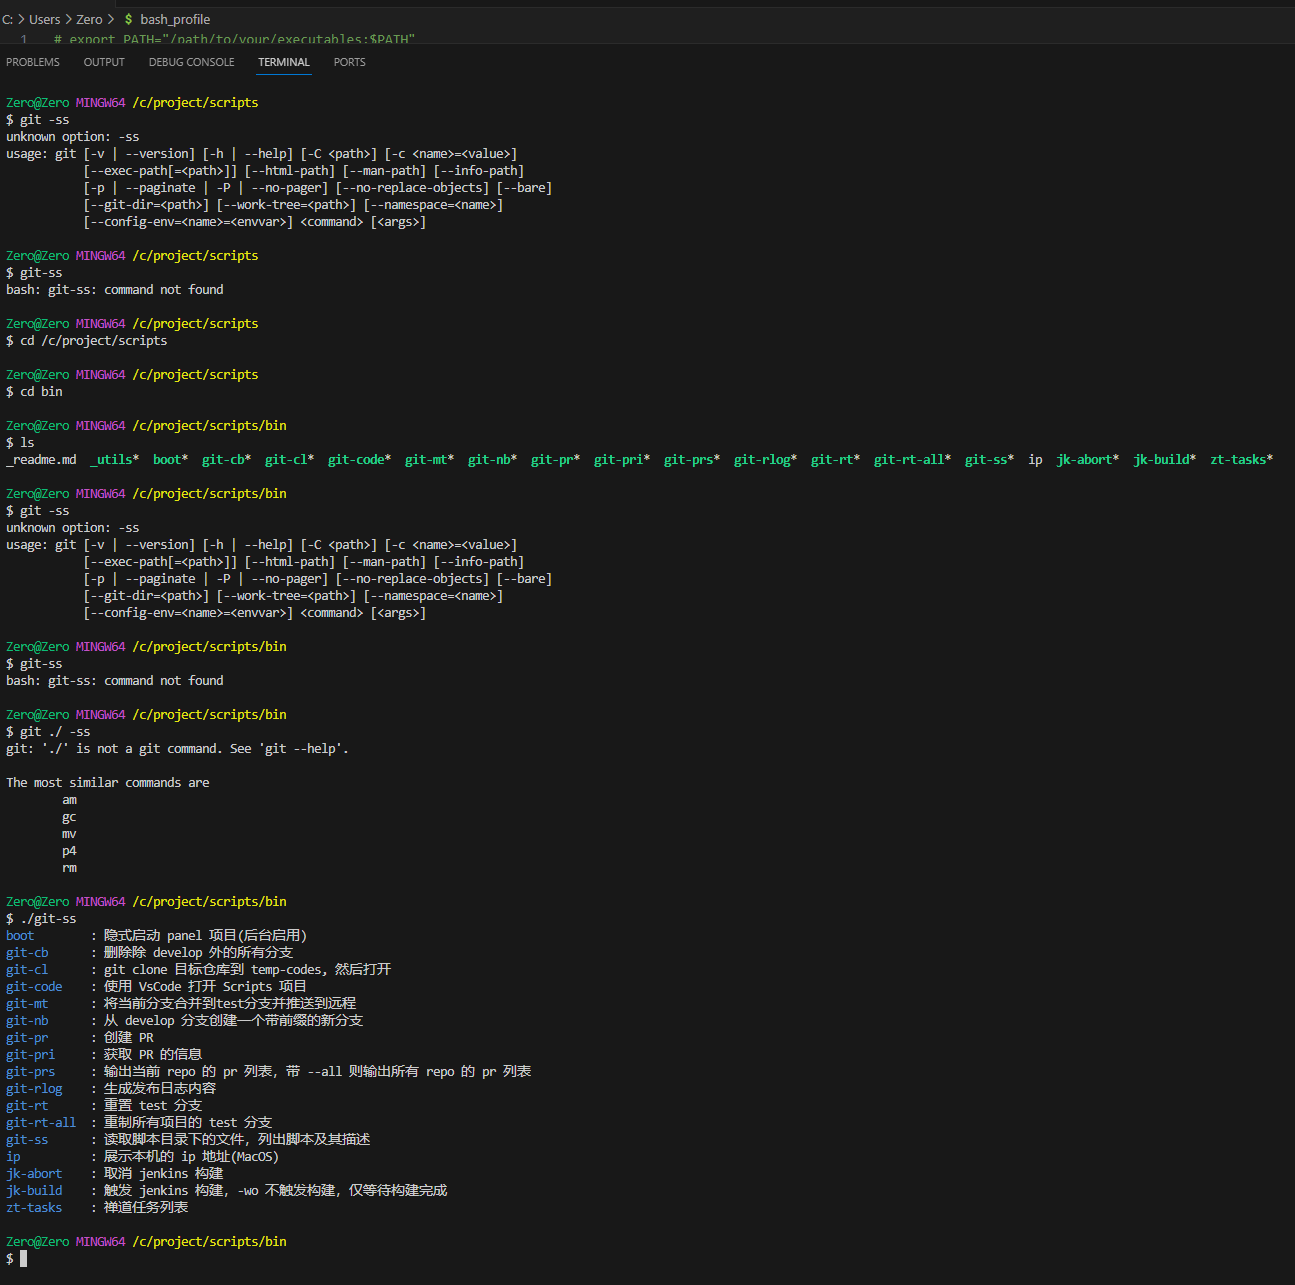 C: > Users > Zero > $ bash_profile
1 # export PATH="/path/to/your/executables:$PATH"
PROBLEMS OUTPUT DEBUG CONSOLE TERMINAL PORTS
Zero@Zero MINGW64 /c/project/scripts
$ git -ss
unknown option: -ss
usage: git [-v | --version] [-h | --help] [-C <path>] [-c <name>=<value>]
[--exec-path[=<path>]] [--html-path] [--man-path] [--info-path]
[-p | --paginate | -P | --no-pager] [--no-replace-objects] [--bare]
[--git-dir=<path>] [--work-tree=<path>] [--namespace=<name>]
[--config-env=<name>=<envvar>] <command> [<args>]
Zero@Zero MINGW64 /c/project/scripts
$ git-ss
bash: git-ss: command not found
Zero@Zero MINGW64 /c/project/scripts
$ cd /c/project/scripts
Zero@Zero MINGW64 /c/project/scripts
$ cd bin
Zero@Zero MINGW64 /c/project/scripts/bin
$ ls
_readme.md _utils* boot* git-cb* git-cl* git-code* git-mt* git-nb* git-pr* git-pri* git-prs* git-rlog* git-rt* git-rt-all* git-ss* ip jk-abort* jk-build* zt-tasks*
Zero@Zero MINGW64 /c/project/scripts/bin
$ git -ss
unknown option: -ss
usage: git [-v | --version] [-h | --help] [-C <path>] [-c <name>=<value>]
[--exec-path[=<path>]] [--html-path] [--man-path] [--info-path]
[-p | --paginate | -P | --no-pager] [--no-replace-objects] [--bare]
[--git-dir=<path>] [--work-tree=<path>] [--namespace=<name>]
[--config-env=<name>=<envvar>] <command> [<args>]
Zero@Zero MINGW64 /c/project/scripts/bin
$ git-ss
bash: git-ss: command not found
Zero@Zero MINGW64 /c/project/scripts/bin
$ git ./ -ss
git: './' is not a git command. See 'git --help'.
The most similar commands are
am
gc
mv
p4
rm
Zero@Zero MINGW64 /c/project/scripts/bin
$ ./git-ss
boot : 隐式启动 panel 项目(后台启用)
git-cb : 删除除 develop 外的所有分支
git-cl : git clone 目标仓库到 temp-codes, 然后打开
git-code : 使用 VsCode 打开 Scripts 项目
git-mt : 将当前分支合并到test分支并推送到远程
git-nb : 从 develop 分支创建一个带前缀的新分支
git-pr : 创建 PR
git-pri : 获取 PR 的信息
git-prs : 输出当前 repo 的 pr 列表, 带 --all 则输出所有 repo 的 pr 列表
git-rlog : 生成发布日志内容
git-rt : 重置 test 分支
git-rt-all : 重制所有项目的 test 分支
git-ss : 读取脚本目录下的文件, 列出脚本及其描述
ip : 展示本机的 ip 地址(MacOS)
jk-abort : 取消 jenkins 构建
jk-build : 触发 jenkins 构建, -wo 不触发构建, 仅等待构建完成
zt-tasks : 禅道任务列表
Zero@Zero MINGW64 /c/project/scripts/bin
$